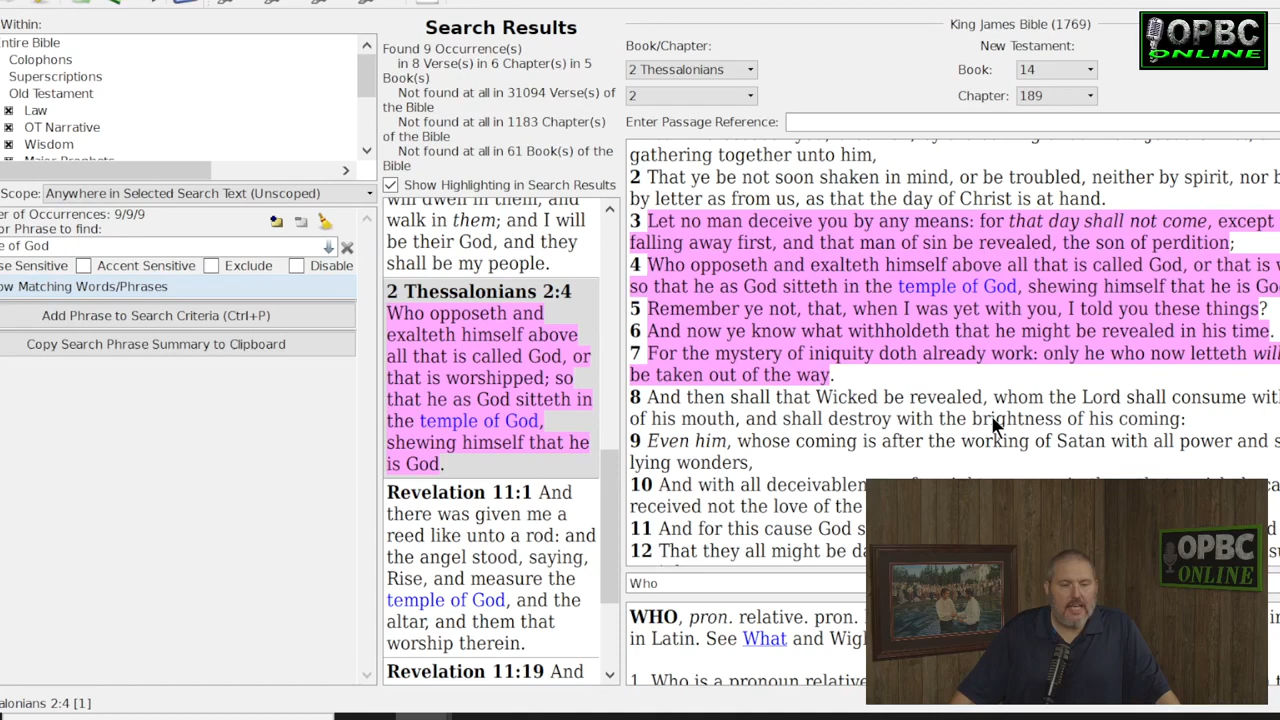 Within:
Entire Bible
Colophons
Superscriptions
Old Testament
Law
OT Narrative
Wisdom
Major Prophets
Scope: Anywhere in Selected Search Text (Unscoped)
er of Occurrences: 9/9/9
or Phrase to find:
e of God
se Sensitive Accent Sensitive Exclude Disable
ow Matching Words/Phrases
Add Phrase to Search Criteria (Ctrl+P)
Copy Search Phrase Summary to Clipboard
alonians 2:4 [1]
Search Results
Found 9 Occurrence(s)
in 8 Verse(s) in 6 Chapter(s) in 5
Book(s)
Not found at all in 31094 Verse(s) of
the Bible
Not found at all in 1183 Chapter(s)
of the Bible
Not found at all in 61 Book(s) of the
Bible
Show Highlighting in Search Results
will dwell in them, and
walk in them; and I will
be their God, and they
shall be my people.
2 Thessalonians 2:4
Who opposeth and
exalteth himself above
all that is called God, or
that is worshipped; so
that he as God sitteth in
the temple of God,
shewing himself that he
is God.
Revelation 11:1 And
there was given me a
reed like unto a rod: and
the angel stood, saying,
Rise, and measure the
temple of God, and the
altar, and them that
worship therein.
Revelation 11:19 And
King James Bible (1769)
Book/Chapter: New Testament:
2 Thessalonians Book: 14
2 Chapter: 189
Enter Passage Reference:
gathering together unto him,
2 That ye be not soon shaken in mind, or be troubled, neither by spirit, nor b
by letter as from us, as that the day of Christ is at hand.
3 Let no man deceive you by any means: for that day shall not come, except
falling away first, and that man of sin be revealed, the son of perdition;
4 Who opposeth and exalteth himself above all that is called God, or that is w
so that he as God sitteth in the temple of God, shewing himself that he is Go
5 Remember ye not, that, when I was yet with you, I told you these things?
6 And now ye know what withholdeth that he might be revealed in his time.
7 For the mystery of iniquity doth already work: only he who now letteth will
be taken out of the way.
8 And then shall that Wicked be revealed, whom the Lord shall consume wit
of his mouth, and shall destroy with the brightness of his coming:
9 Even him, whose coming is after the working of Satan with all power and s
lying wonders,
10 And with all deceivablen
received not the love of the
11 And for this cause God s
12 That they all might be da
Who
WHO, pron. relative. pron.
in Latin. See What and Wigl
1. Who is a pronoun relative
OPBC
ONLINE
OPBC
ONLINE